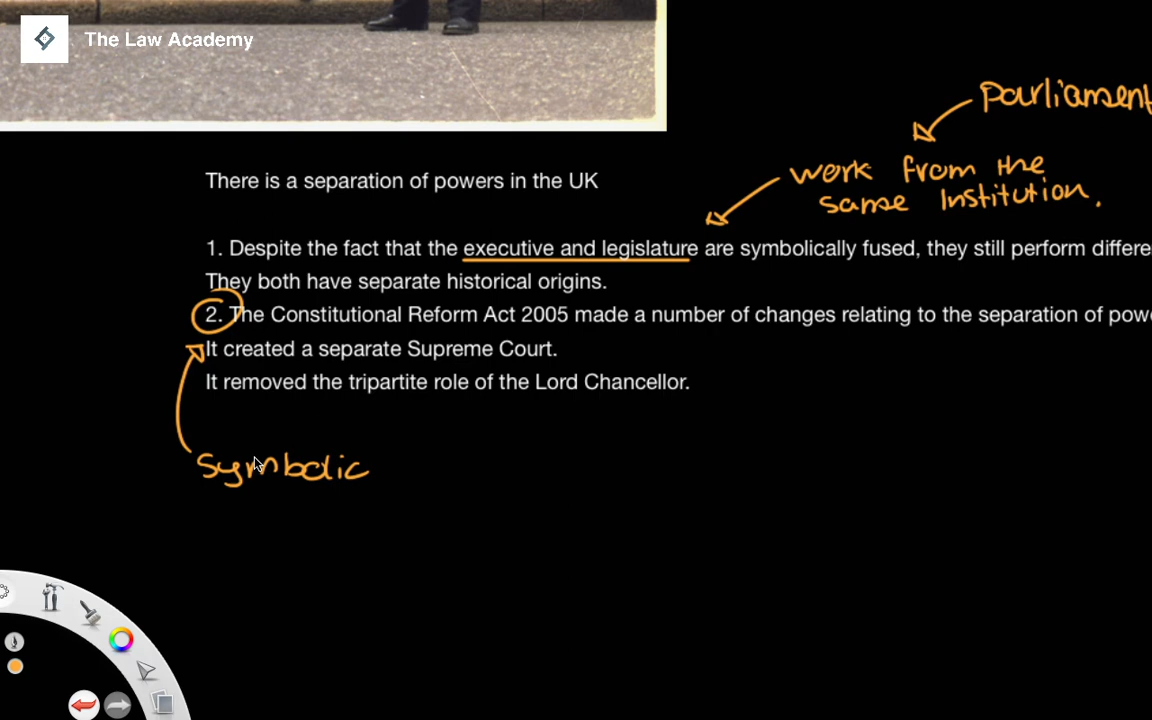 The Law Academy
parliament
work from the
same Institution.
There is a separation of powers in the UK
1. Despite the fact that the executive and legislature are symbolically fused, they still perform differe
They both have separate historical origins.
2. The Constitutional Reform Act 2005 made a number of changes relating to the separation of powe
It created a separate Supreme Court.
It removed the tripartite role of the Lord Chancellor.
Symbolic